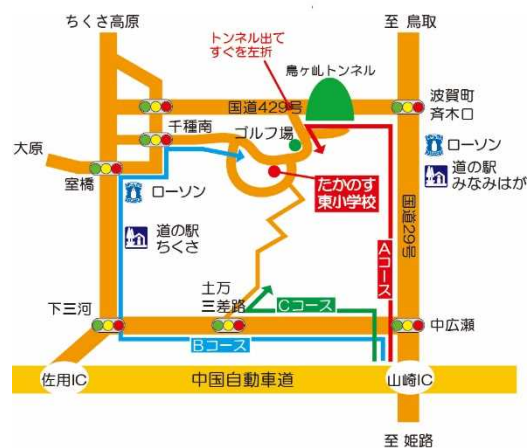 ちくさ高原
至 鳥取
トンネル出て
すぐを左折
鳥ヶ乢トンネル
国道429号
波賀町
斉木口
千種南
ゴルフ場
大原
ローソン
室橋
ローソン
道の駅
みなみはが
たかのす
東小学校
道の駅
ちくさ
国道29号
Aコース
土万
三差路
下三河
Cコース
中広瀬
Bコース
佐用IC
中国自動車道
山崎IC
至 姫路